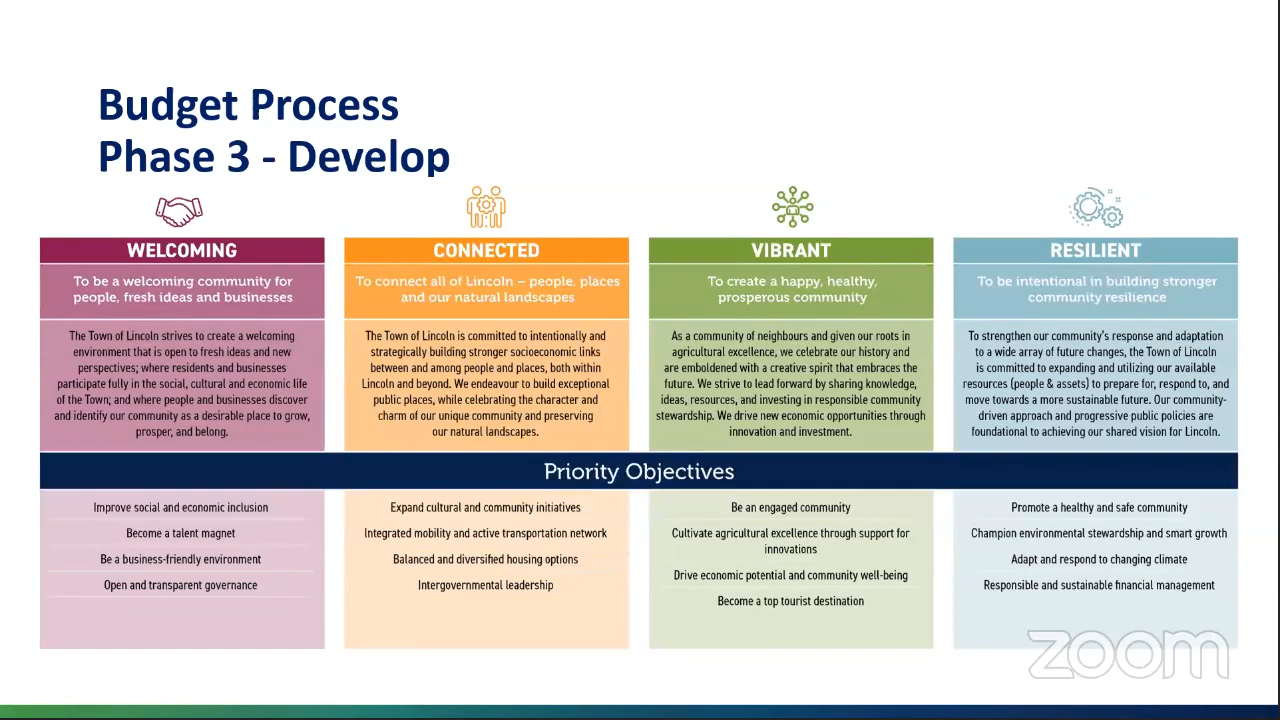 Budget Process
Phase 3 - Develop
WELCOMING
To be a welcoming community for
people, fresh ideas and businesses
The Town of Lincoln strives to create a welcoming
environment that is open to fresh ideas and new
perspectives; where residents and businesses
participate fully in the social, cultural and economic life
of the Town; and where people and businesses discover
and identify our community as a desirable place to grow,
prosper, and belong.
CONNECTED
To connect all of Lincoln – people, places
and our natural landscapes
The Town of Lincoln is committed to intentionally and
strategically building stronger socioeconomic links
between and among people and places, both within
Lincoln and beyond. We endeavour to build exceptional
public places, while celebrating the character and
charm of our unique community and preserving
our natural landscapes.
VIBRANT
To create a happy, healthy,
prosperous community
As a community of neighbours and given our roots in
agricultural excellence, we celebrate our history and
are emboldened with a creative spirit that embraces the
future. We strive to lead forward by sharing knowledge,
ideas, resources, and investing in responsible community
stewardship. We drive new economic opportunities through
innovation and investment.
RESILIENT
To be intentional in building stronger
community resilience
To strengthen our community's response and adaptation
to a wide array of future changes, the Town of Lincoln
is committed to expanding and utilizing our available
resources (people & assets) to prepare for, respond to, and
move towards a more sustainable future. Our community-
driven approach and progressive public policies are
foundational to achieving our shared vision for Lincoln.
Priority Objectives
Improve social and economic inclusion
Become a talent magnet
Be a business-friendly environment
Open and transparent governance
Expand cultural and community initiatives
Integrated mobility and active transportation network
Balanced and diversified housing options
Intergovernmental leadership
Be an engaged community
Cultivate agricultural excellence through support for
innovations
Drive economic potential and community well-being
Become a top tourist destination
Promote a healthy and safe community
Champion environmental stewardship and smart growth
Adapt and respond to changing climate
Responsible and sustainable financial management
zoom